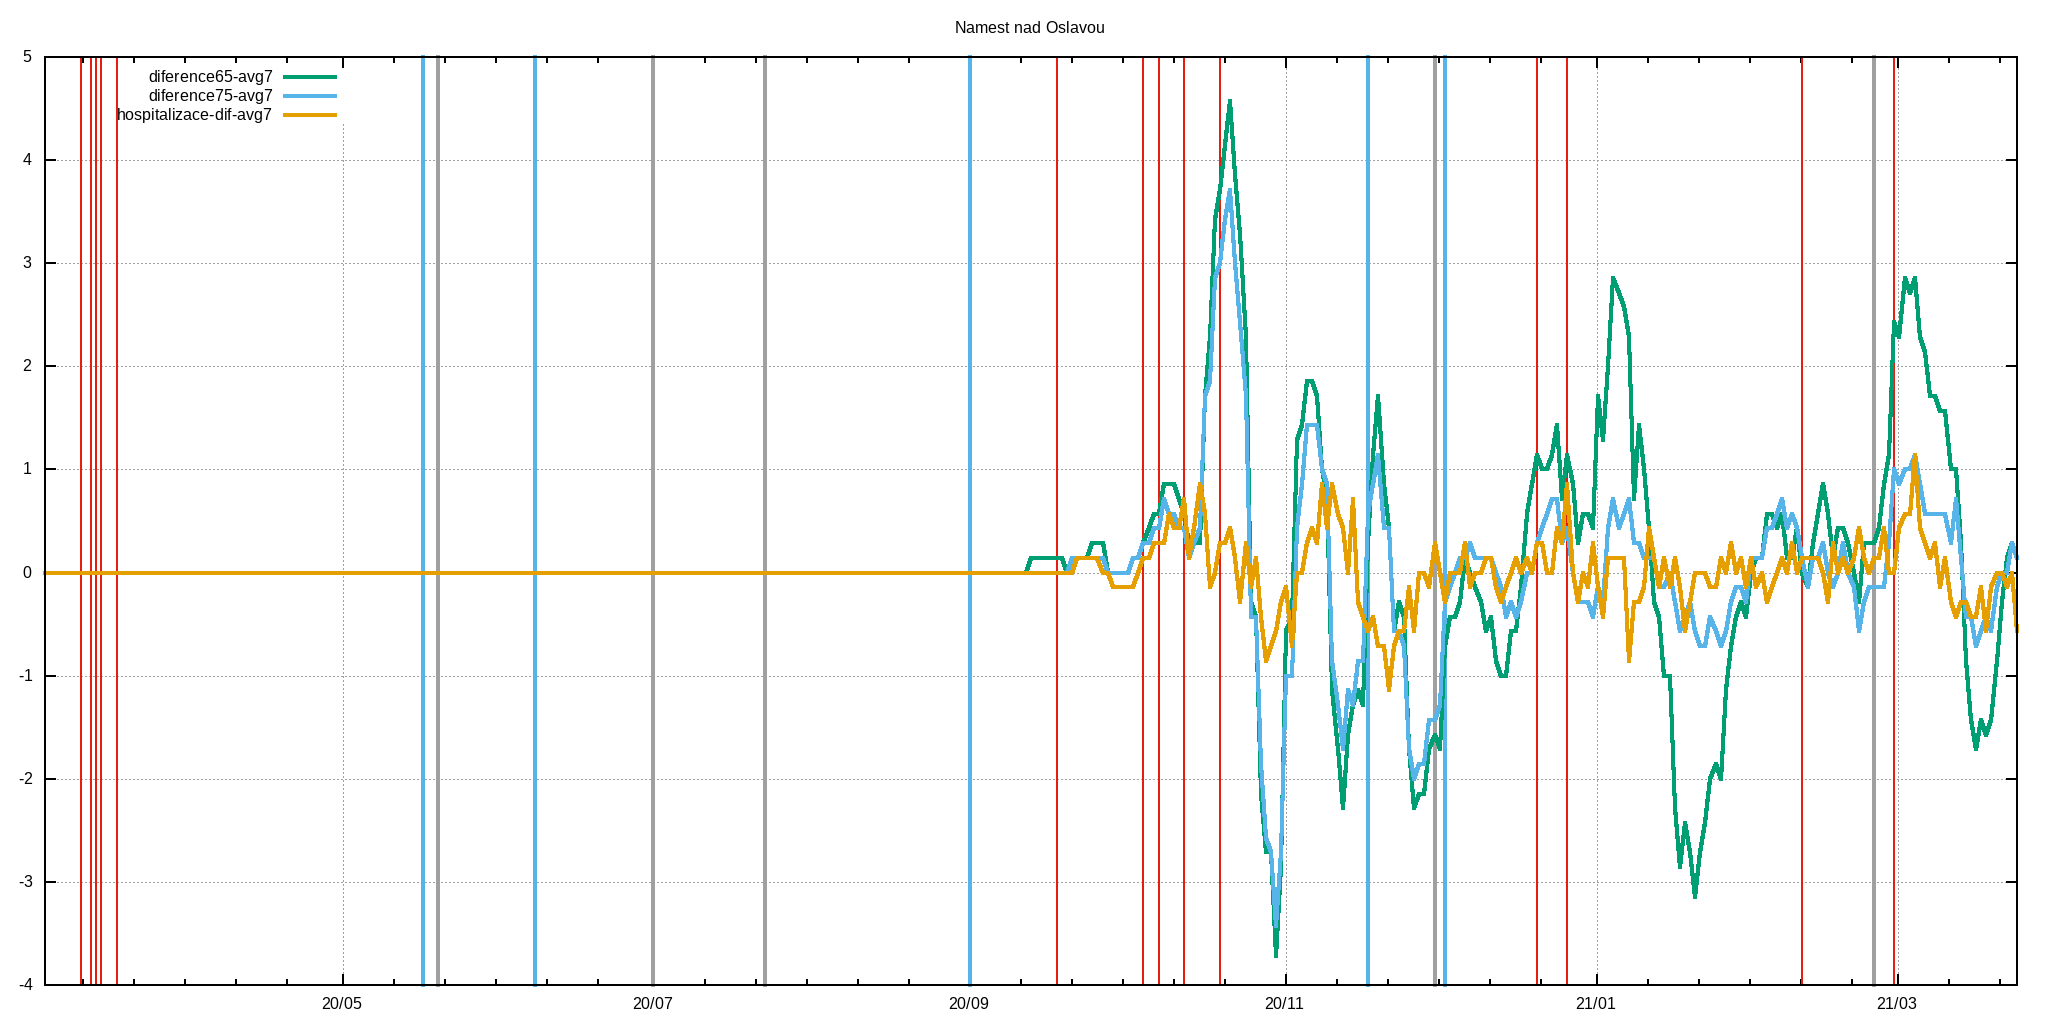 Namest nad Oslavou
5
4
3
2
1
0
-1
-2
-3
-4
diference65-avg7
diference75-avg7
hospitalizace-dif-avg7
20/05 20/07 20/09 20/11 21/01 21/03